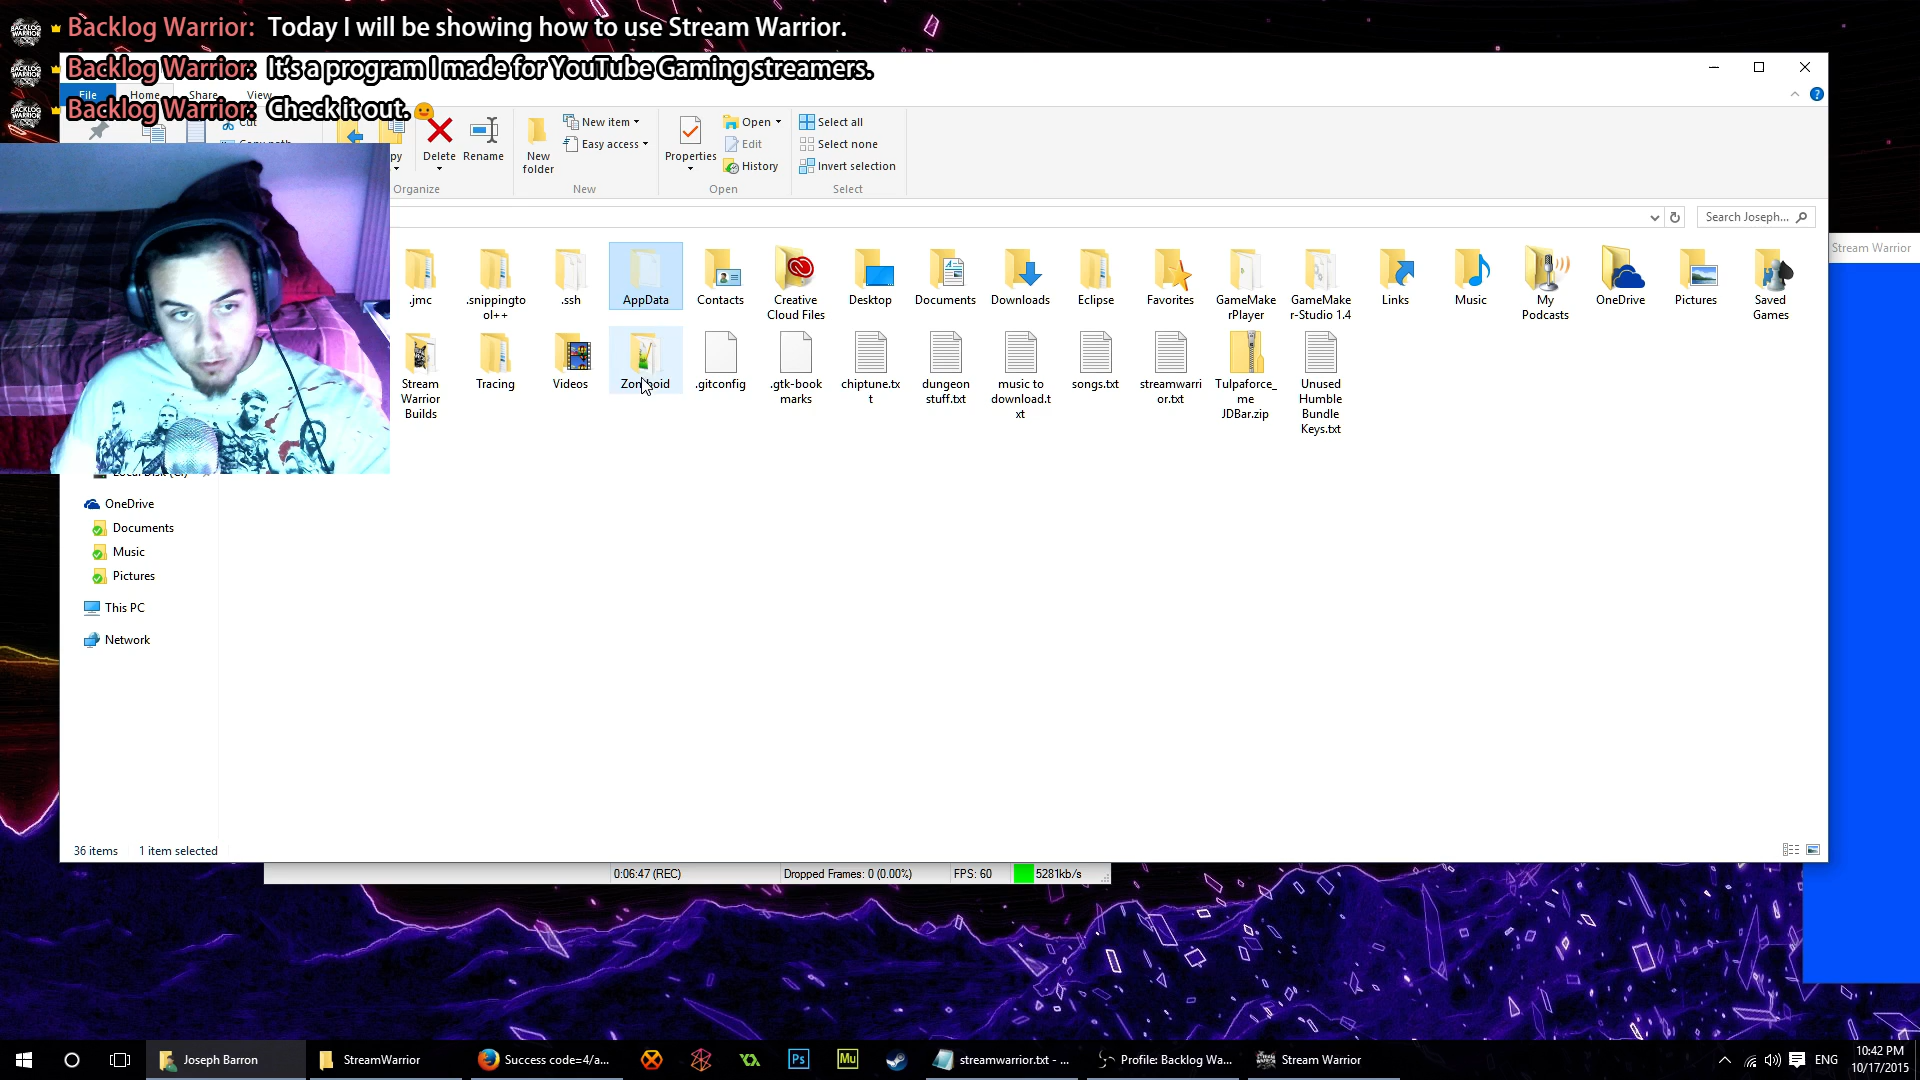 Backlog Warrior: Today I will be showing how to use Stream Warrior.
Backlog Warrior: It's a program I made for YouTube Gaming streamers.
Backlog Warrior: Check it out.
File Home Share View
Cut
Copy path
Delete
Rename
Organize
New folder
New item
Easy access
New
Properties
Open
Edit
History
Open
Select all
Select none
Invert selection
Select
Search Joseph...
Stream Warrior
.jmc
.snippingtool++
.ssh
AppData
Contacts
Creative Cloud Files
Desktop
Documents
Downloads
Eclipse
Favorites
GameMakerPlayer
GameMaker-Studio 1.4
Links
Music
My Podcasts
OneDrive
Pictures
Saved Games
Stream Warrior Builds
Tracing
Videos
.gitconfig
.gtk-bookmarks
chiptune.txt
dungeon stuff.txt
music to download.txt
songs.txt
streamwarrior.txt
Tulpaforce_me JDBar.zip
Unused Humble Bundle Keys.txt
Local Disk (C:)
OneDrive
Documents
Music
Pictures
This PC
Network
36 items 1 item selected
0:06:47 (REC) Dropped Frames: 0 (0.00%) FPS: 60 5281kb/s
Joseph Barron
StreamWarrior
Success code=4/a...
Ps
Mu
streamwarrior.txt - ...
Profile: Backlog Wa...
Stream Warrior
ENG
10:42 PM
10/17/2015